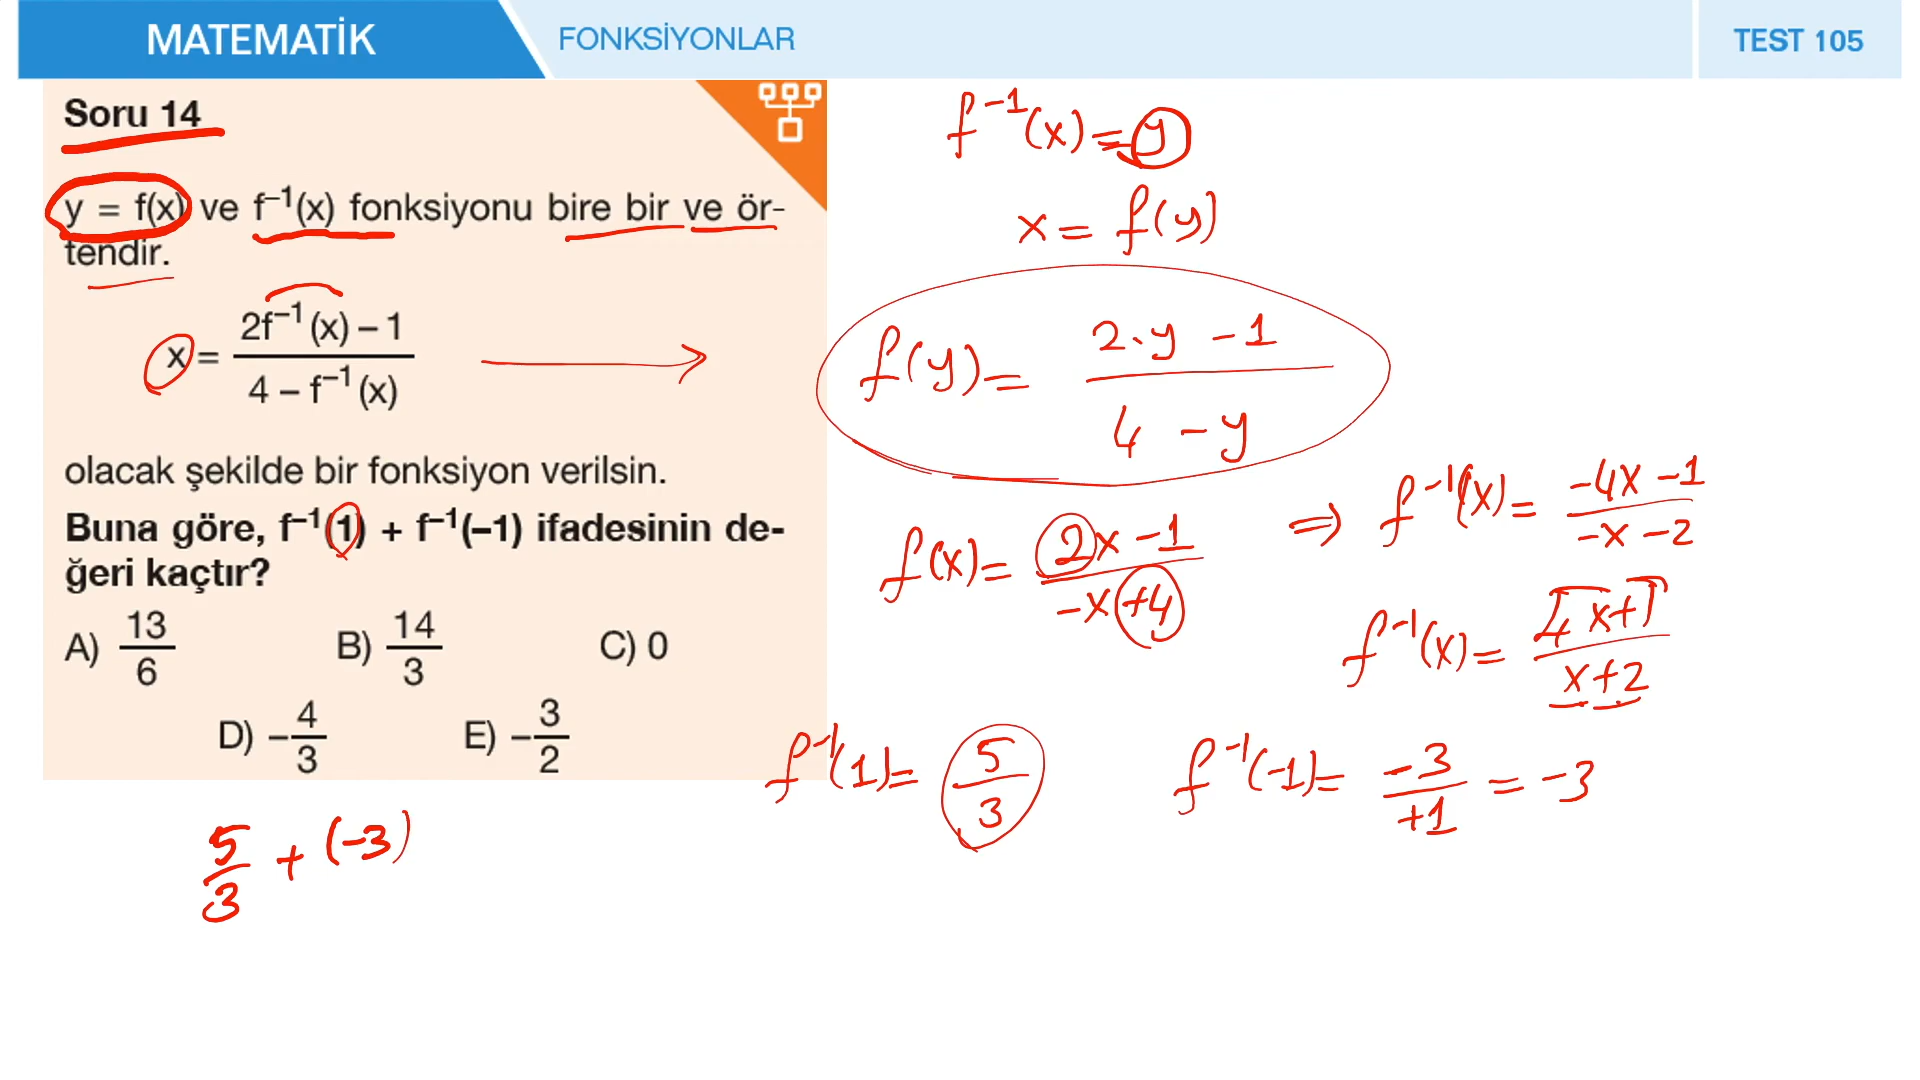 MATEMATİK
FONKSİYONLAR
TEST 105
Soru 14
y = f(x) ve f⁻¹(x) fonksiyonu bire bir ve ör-
tendir.
x = (2f⁻¹(x) – 1) / (4 – f⁻¹(x))
olacak şekilde bir fonksiyon verilsin.
Buna göre, f⁻¹(1) + f⁻¹(–1) ifadesinin de-
ğeri kaçtır?
A) 13/6 B) 14/3 C) 0
D) –4/3 E) –3/2
f⁻¹(x) = y
x = f(y)
f(y) = (2·y – 1) / (4 – y)
f(x) = (2x – 1) / (–x + 4)
⇒ f⁻¹(x) = (–4x – 1) / (–x – 2)
f⁻¹(x) = (4x + 1) / (x + 2)
f⁻¹(1) = 5/3
f⁻¹(-1) = –3/+1 = –3
5/3 + (–3)